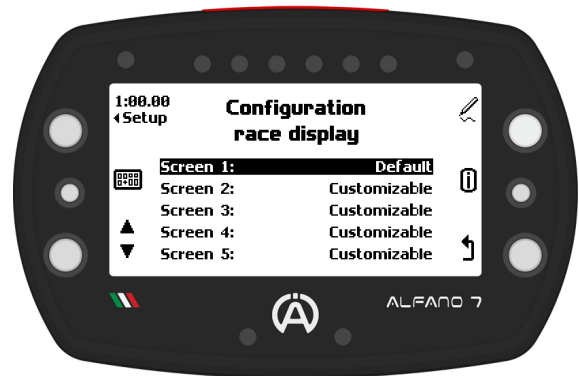 1:00.00
Setup
Configuration
race display
Screen 1: Default
Screen 2: Customizable
Screen 3: Customizable
Screen 4: Customizable
Screen 5: Customizable
ALFANO 7